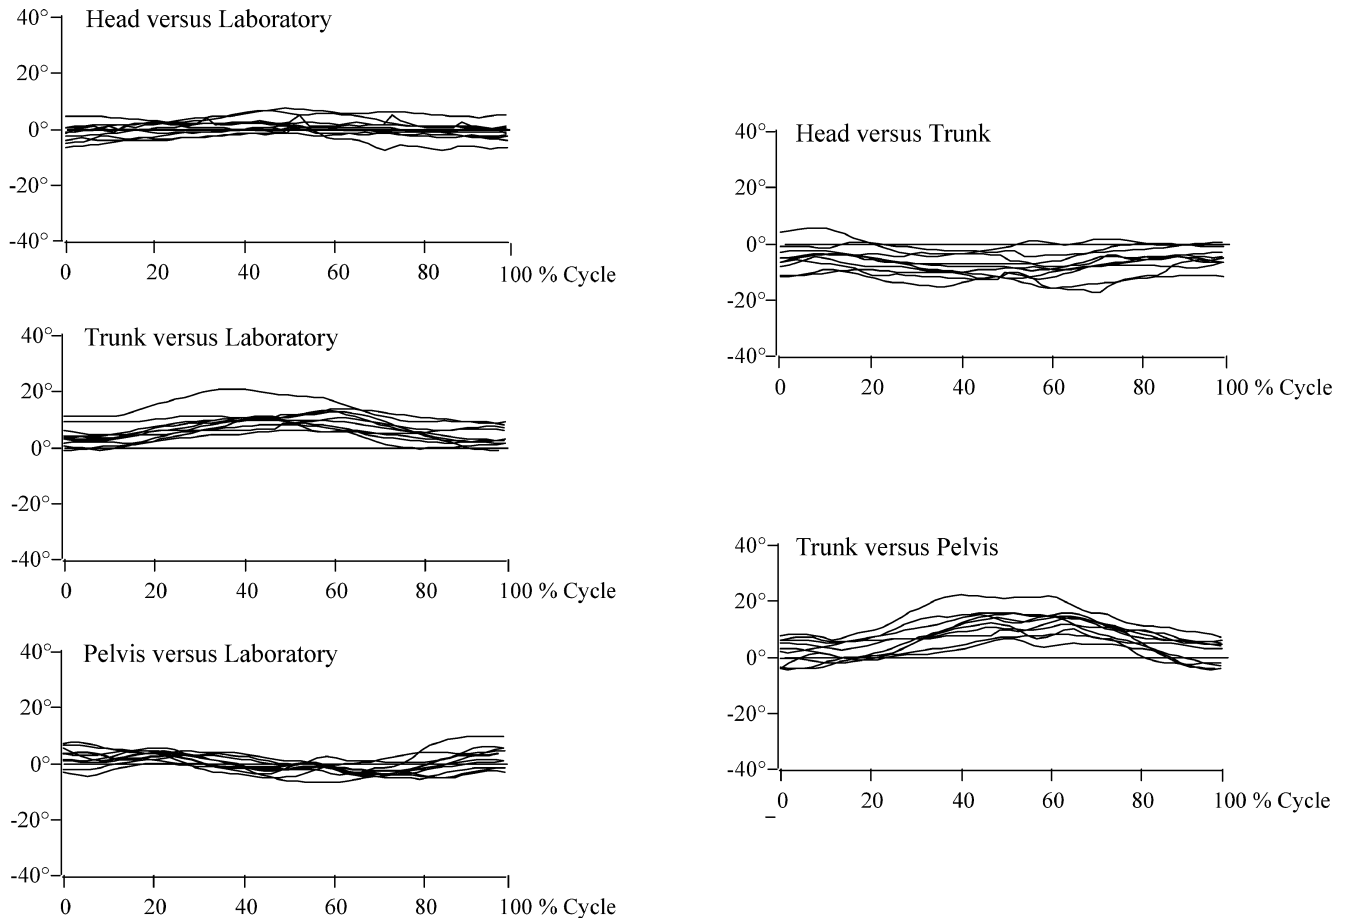 40°
Head versus Laboratory
20°
0°
-20°
-40°
0 20 40 60 80 100 % Cycle
40°
Trunk versus Laboratory
20°
0°
-20°
-40°
0 20 40 60 80 100 % Cycle
40°
Pelvis versus Laboratory
20°
0°
-20°
-40°
0 20 40 60 80 100 % Cycle
40°
Head versus Trunk
20°
0°
-20°
-40°
0 20 40 60 80 100 % Cycle
40°
Trunk versus Pelvis
20°
0°
-20°
-40°
0 20 40 60 80 100 % Cycle